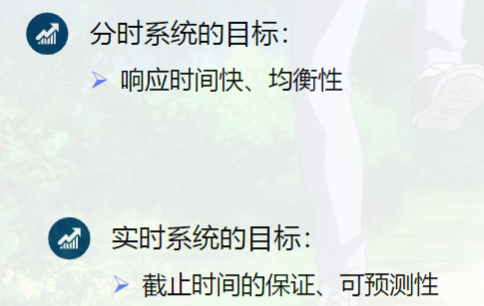 分时系统的目标：
响应时间快、均衡性
实时系统的目标：
截止时间的保证、可预测性